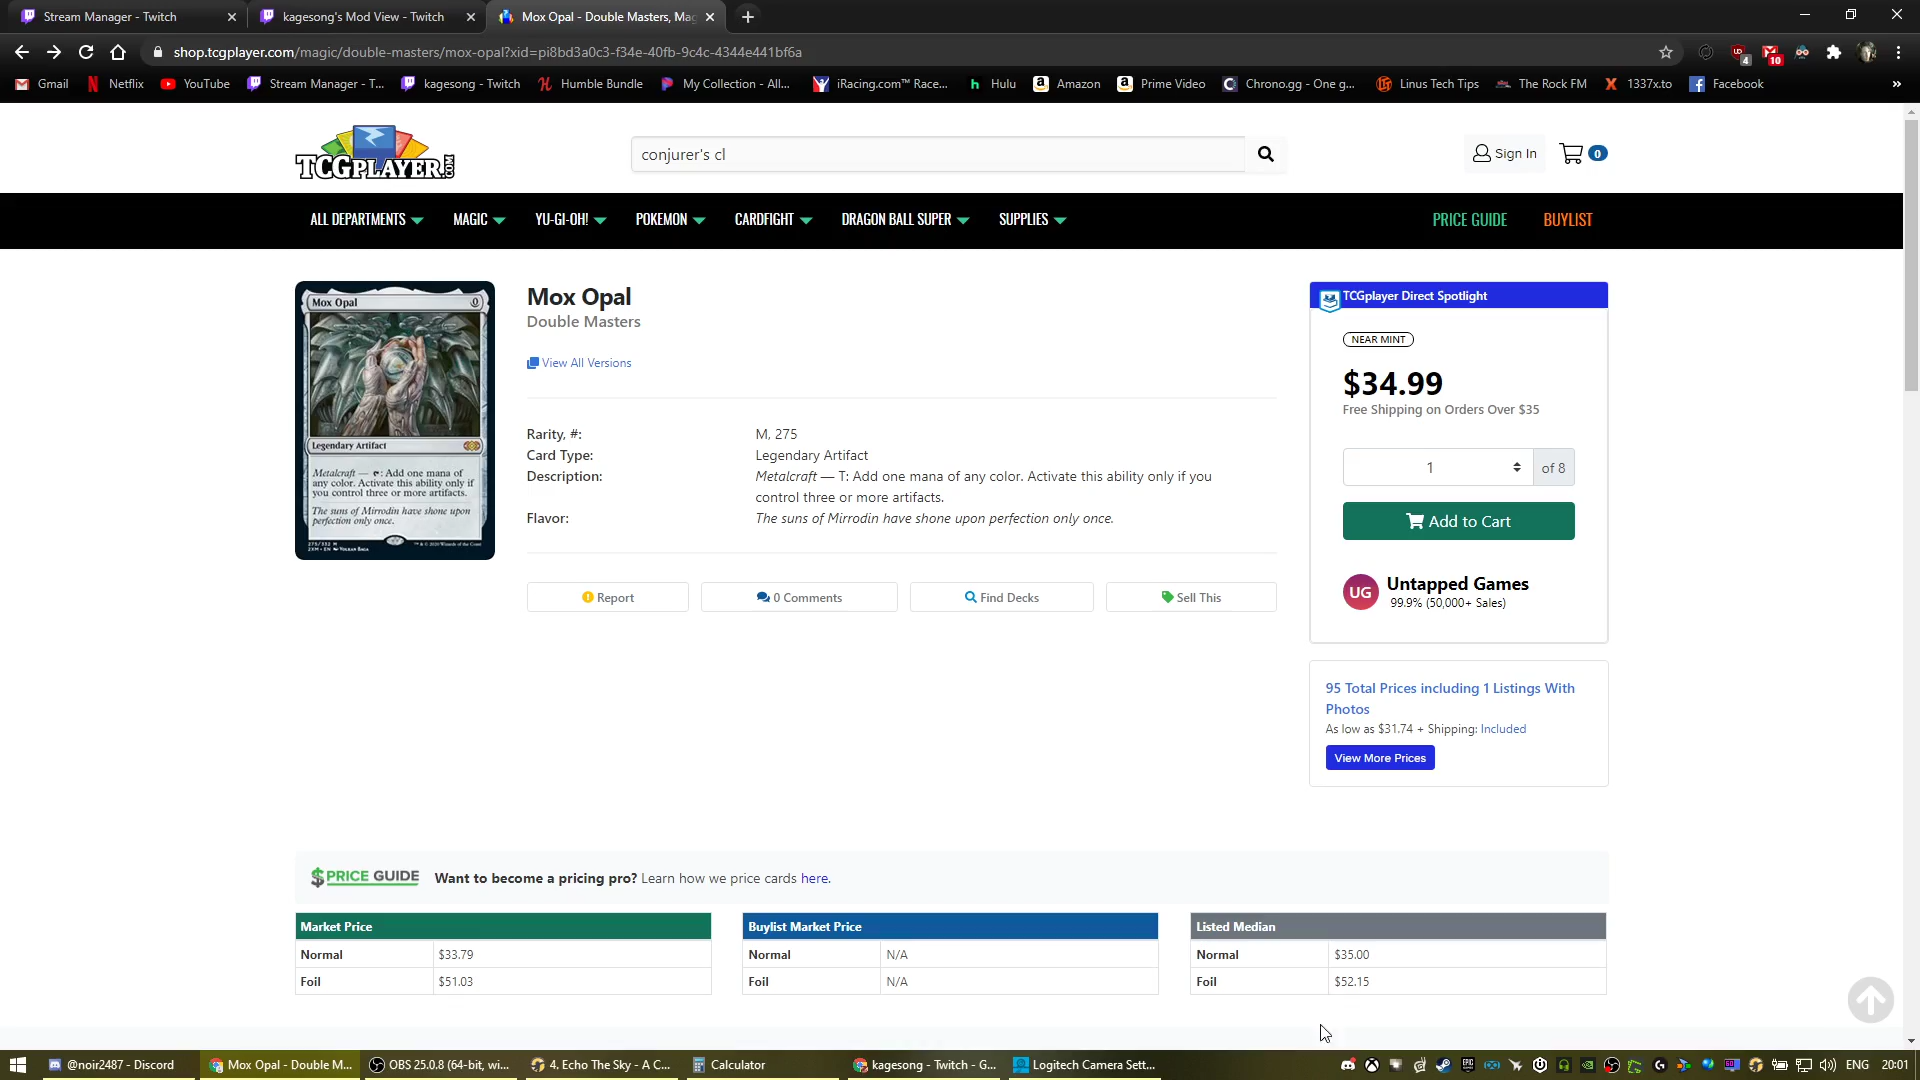 Stream Manager - Twitch
kagesong's Mod View - Twitch
Mox Opal - Double Masters, Mag
shop.tcgplayer.com/magic/double-masters/mox-opal?xid=pi8bd3a0c3-f34e-40fb-9c4c-4344e441bf6a
4
10
Gmail
Netflix
YouTube
Stream Manager - T...
kagesong - Twitch
Humble Bundle
My Collection - All...
iRacing.com™ Race...
Hulu
Amazon
Prime Video
Chrono.gg - One g...
Linus Tech Tips
The Rock FM
1337x.to
Facebook
»
TCGPLAYER.COM
conjurer's cl
Sign In
0
ALL DEPARTMENTS
MAGIC
YU-GI-OH!
POKEMON
CARDFIGHT
DRAGON BALL SUPER
SUPPLIES
PRICE GUIDE
BUYLIST
Mox Opal 0
Legendary Artifact
Metalcraft — T: Add one mana of
any color. Activate this ability only if
you control three or more artifacts.
The suns of Mirrodin have shone upon
perfection only once.
275/332 M
2XM • EN VOLKAN BAGA
Mox Opal
Double Masters
View All Versions
Rarity, #: M, 275
Card Type: Legendary Artifact
Description: Metalcraft — T: Add one mana of any color. Activate this ability only if you
control three or more artifacts.
Flavor: The suns of Mirrodin have shone upon perfection only once.
Report
0 Comments
Find Decks
Sell This
TCGplayer Direct Spotlight
NEAR MINT
$34.99
Free Shipping on Orders Over $35
1 of 8
Add to Cart
UG
Untapped Games
99.9% (50,000+ Sales)
95 Total Prices including 1 Listings With
Photos
As low as $31.74 + Shipping: Included
View More Prices
$PRICE GUIDE
Want to become a pricing pro? Learn how we price cards here.
Market Price
Normal $33.79
Foil $51.03
Buylist Market Price
Normal N/A
Foil N/A
Listed Median
Normal $35.00
Foil $52.15
@noir2487 - Discord
Mox Opal - Double M...
OBS 25.0.8 (64-bit, wi...
4. Echo The Sky - A C...
Calculator
kagesong - Twitch - G...
Logitech Camera Sett...
ENG
20:01